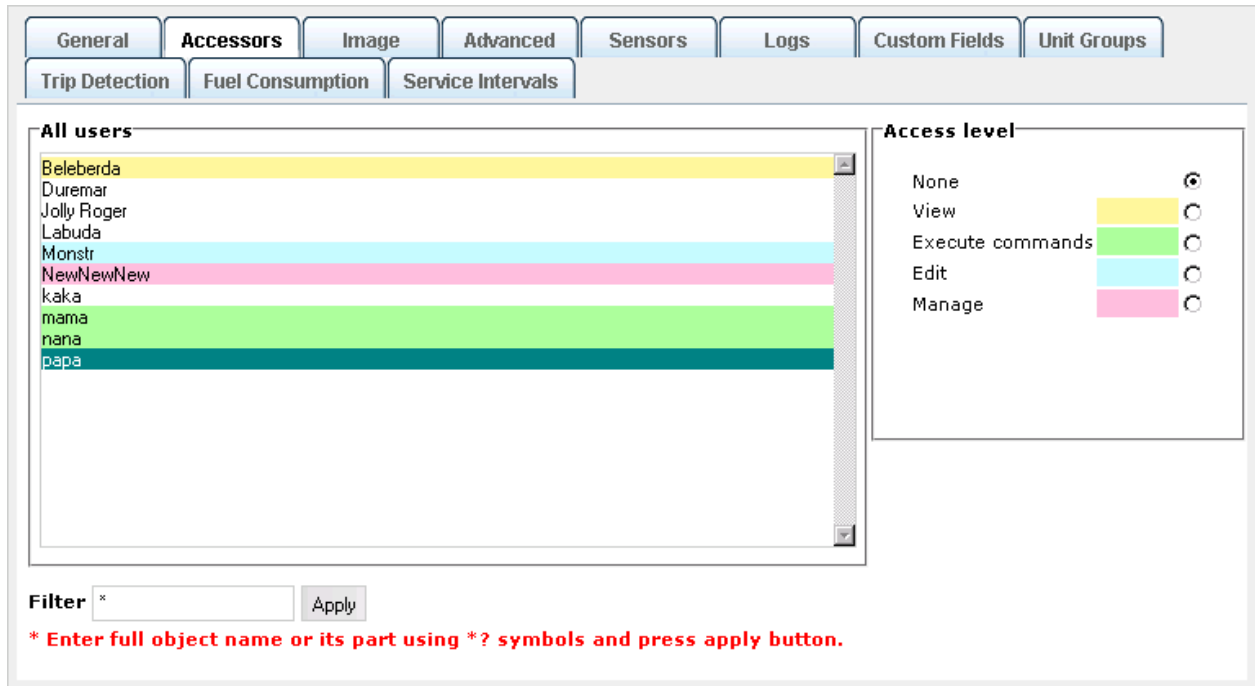 General Accessors Image Advanced Sensors Logs Custom Fields Unit Groups
Trip Detection Fuel Consumption Service Intervals
All users
Beleberda
Duremar
Jolly Roger
Labuda
Monstr
NewNewNew
kaka
mama
nana
papa
Access level
None
View
Execute commands
Edit
Manage
Filter * Apply
* Enter full object name or its part using *? symbols and press apply button.